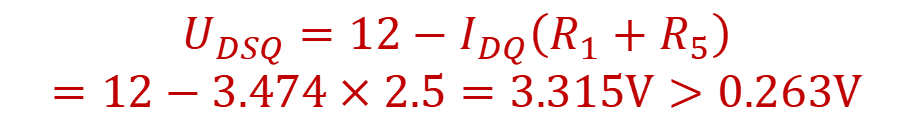 U_{DSQ} = 12 − I_{DQ}(R_1 + R_5)
= 12 − 3.474 × 2.5 = 3.315V > 0.263V